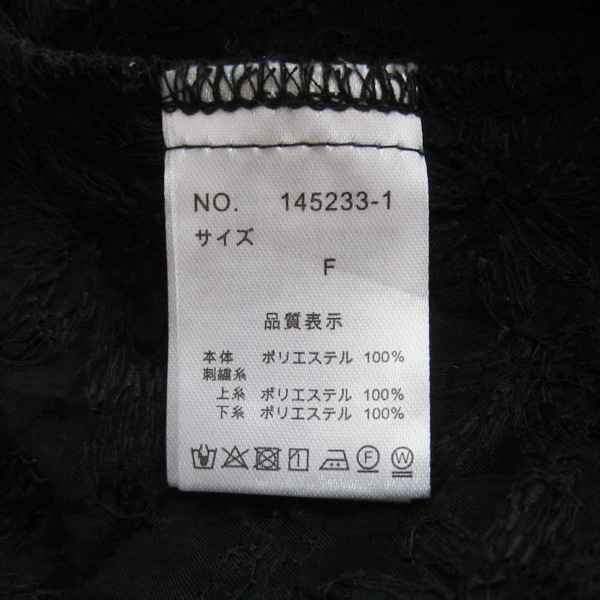 NO. 145233-1
サイズ
F
品質表示
本体 ポリエステル 100%
刺繍糸
上糸 ポリエステル 100%
下糸 ポリエステル 100%
F W